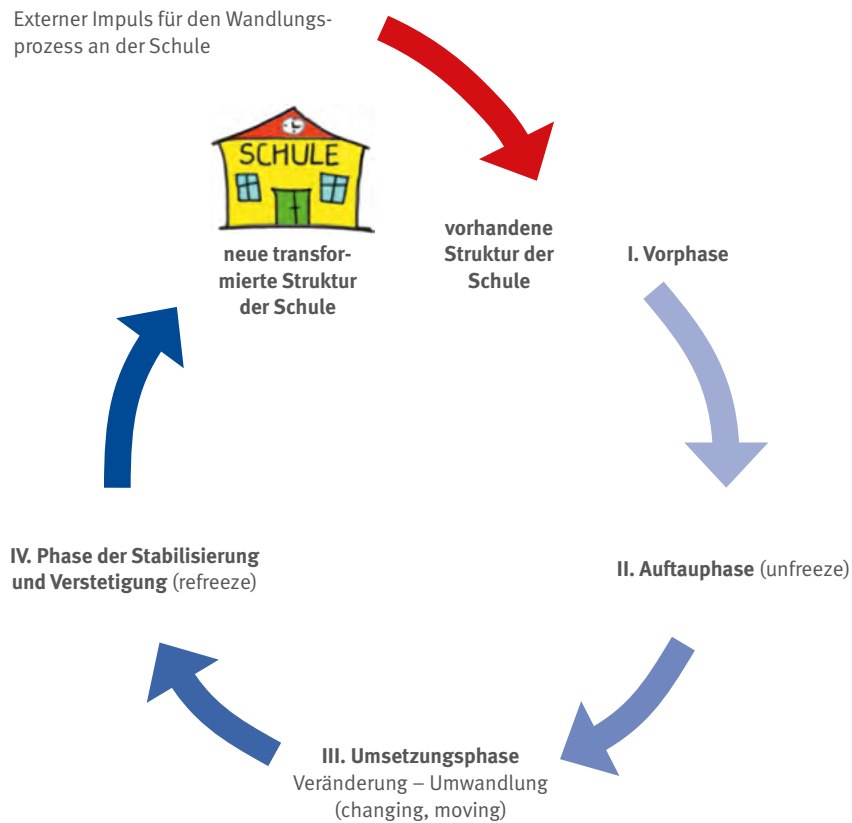 Externer Impuls für den Wandlungs-
prozess an der Schule
SCHULE
neue transfor-
mierte Struktur
der Schule
vorhandene
Struktur der
Schule
I. Vorphase
II. Auftauphase (unfreeze)
III. Umsetzungsphase
Veränderung – Umwandlung
(changing, moving)
IV. Phase der Stabilisierung
und Verstetigung (refreeze)